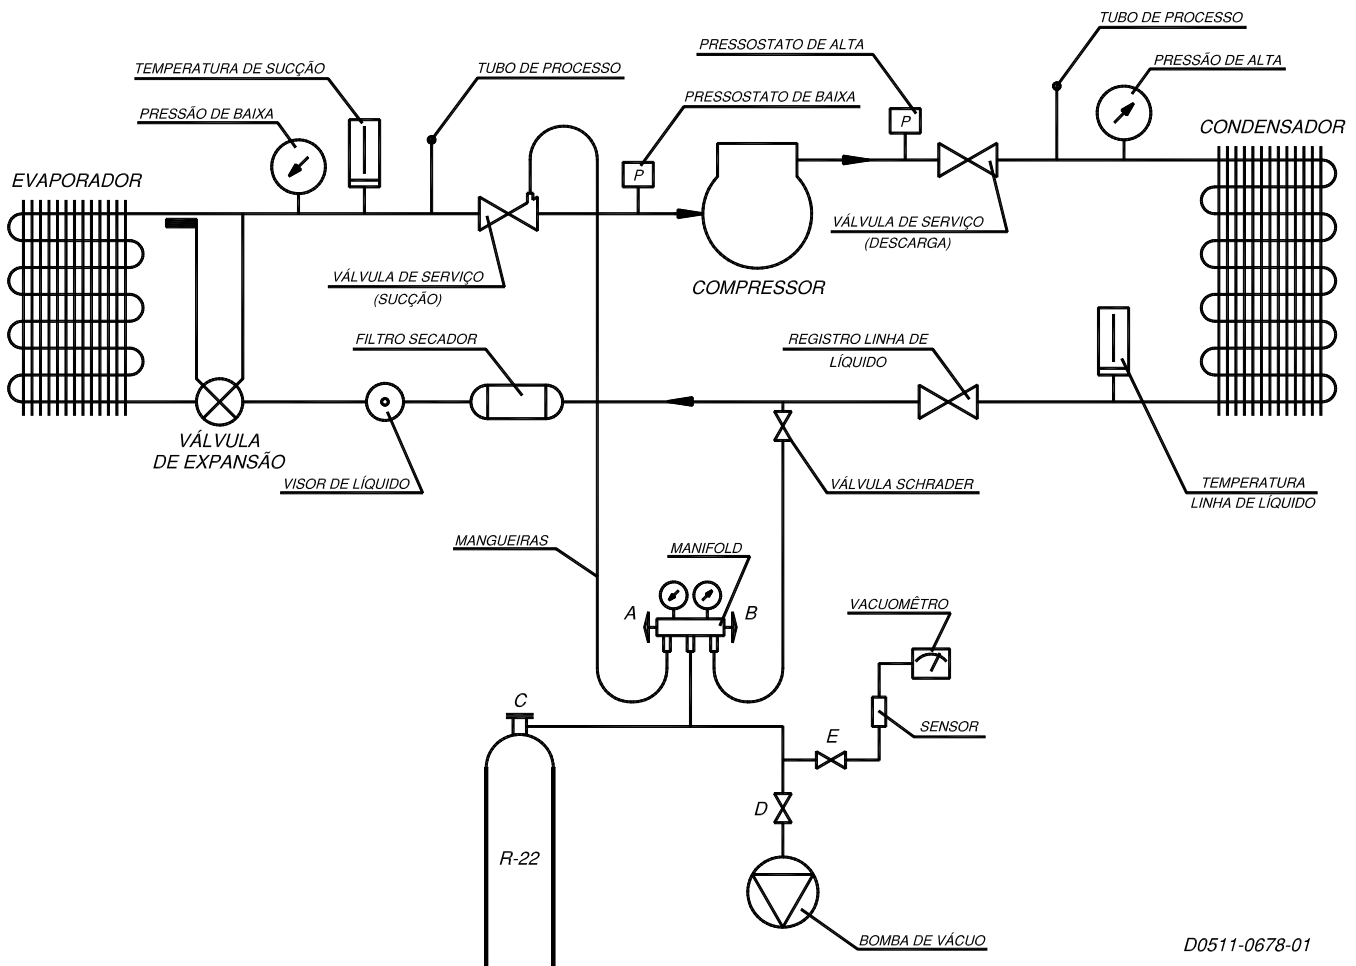 TUBO DE PROCESSO
PRESSOSTATO DE ALTA
PRESSÃO DE ALTA
TEMPERATURA DE SUCÇÃO
TUBO DE PROCESSO
PRESSOSTATO DE BAIXA
PRESSÃO DE BAIXA
P
CONDENSADOR
EVAPORADOR
P
VÁLVULA DE SERVIÇO
(DESCARGA)
VÁLVULA DE SERVIÇO
(SUCÇÃO)
COMPRESSOR
FILTRO SECADOR
REGISTRO LINHA DE
LÍQUIDO
VÁLVULA
DE EXPANSÃO
VISOR DE LÍQUIDO
VÁLVULA SCHRADER
TEMPERATURA
LINHA DE LÍQUIDO
MANGUEIRAS
MANIFOLD
A
B
VACUOMÊTRO
C
SENSOR
E
D
R-22
BOMBA DE VÁCUO
D0511-0678-01